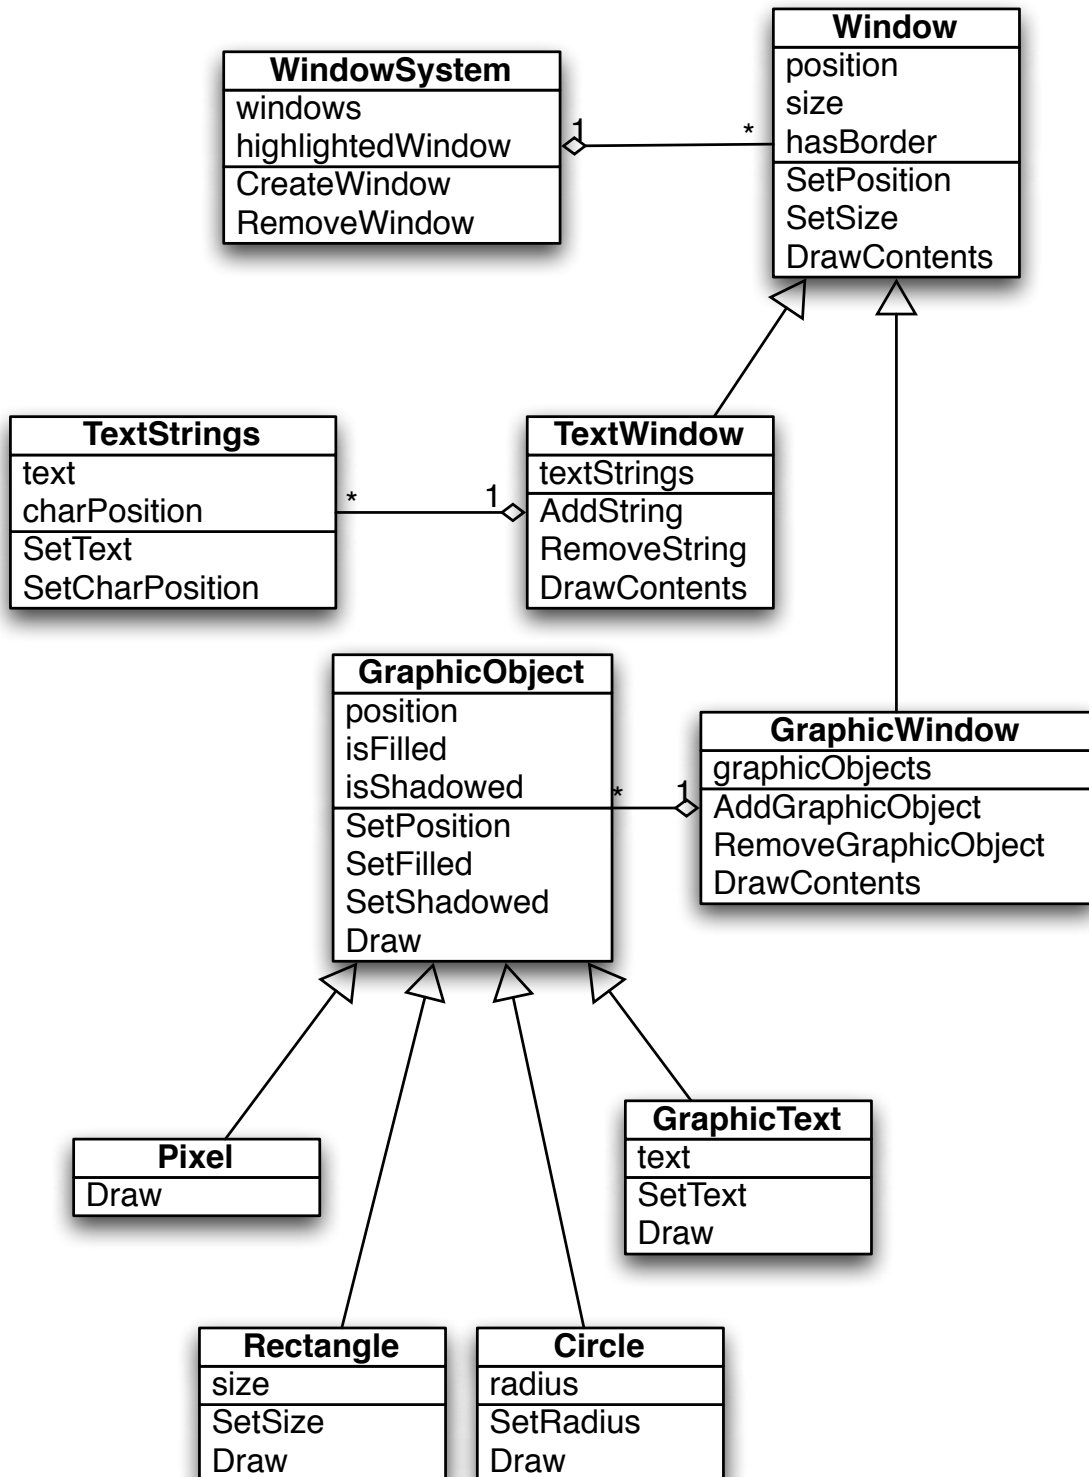 Window
position
size
hasBorder
SetPosition
SetSize
DrawContents
WindowSystem
windows
highlightedWindow
CreateWindow
RemoveWindow
1
*
TextStrings
text
charPosition
SetText
SetCharPosition
*
1
TextWindow
textStrings
AddString
RemoveString
DrawContents
GraphicObject
position
isFilled
isShadowed
SetPosition
SetFilled
SetShadowed
Draw
*
1
GraphicWindow
graphicObjects
AddGraphicObject
RemoveGraphicObject
DrawContents
Pixel
Draw
GraphicText
text
SetText
Draw
Rectangle
size
SetSize
Draw
Circle
radius
SetRadius
Draw